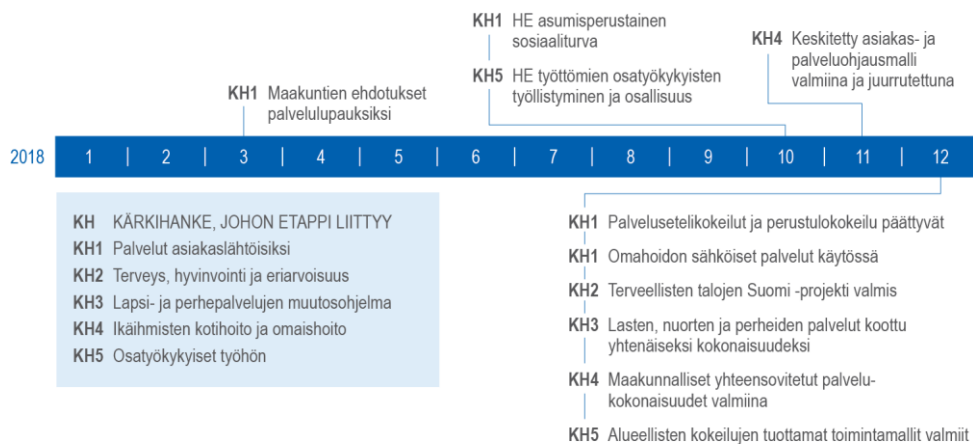 KH1 HE asumisperustainen
sosiaaliturva
KH5 HE työttömien osatyökykyisten
työllistyminen ja osallisuus
KH4 Keskitetty asiakas- ja
palveluohjausmalli
valmiina ja juurrutettuna
KH1 Maakuntien ehdotukset
palvelulupauksiksi
2018 1 | 2 | 3 | 4 | 5 | 6 | 7 | 8 | 9 | 10 | 11 | 12
KH KÄRKIHANKE, JOHON ETAPPI LIITTYY
KH1 Palvelut asiakaslähtöisiksi
KH2 Terveys, hyvinvointi ja eriarvoisuus
KH3 Lapsi- ja perhepalvelujen muutosohjelma
KH4 Ikäihmisten kotihoito ja omaishoito
KH5 Osatyökykyiset työhön
KH1 Palvelusetelikokeilut ja perustulokokeilu päättyvät
KH1 Omahoidon sähköiset palvelut käytössä
KH2 Terveellisten talojen Suomi -projekti valmis
KH3 Lasten, nuorten ja perheiden palvelut koottu
yhtenäiseksi kokonaisuudeksi
KH4 Maakunnalliset yhteensovitetut palvelu-
kokonaisuudet valmiina
KH5 Alueellisten kokeilujen tuottamat toimintamallit valmiit